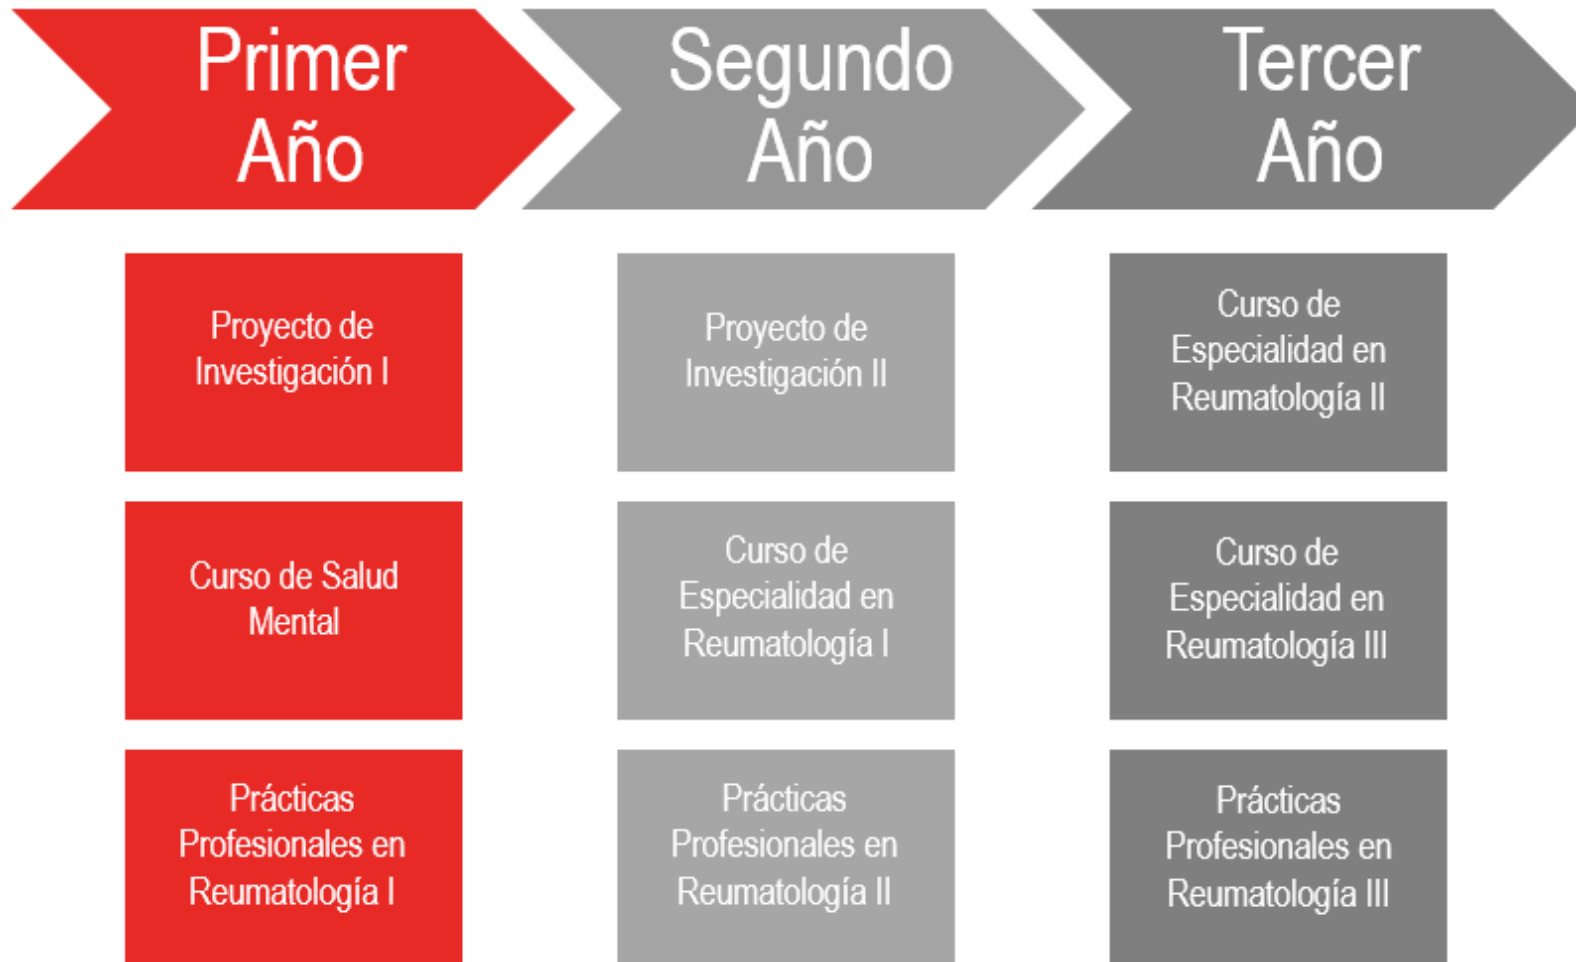 Primer
Año
Segundo
Año
Tercer
Año
Proyecto de
Investigación I
Proyecto de
Investigación II
Curso de
Especialidad en
Reumatología II
Curso de Salud
Mental
Curso de
Especialidad en
Reumatología I
Curso de
Especialidad en
Reumatología III
Prácticas
Profesionales en
Reumatología I
Prácticas
Profesionales en
Reumatología II
Prácticas
Profesionales en
Reumatología III